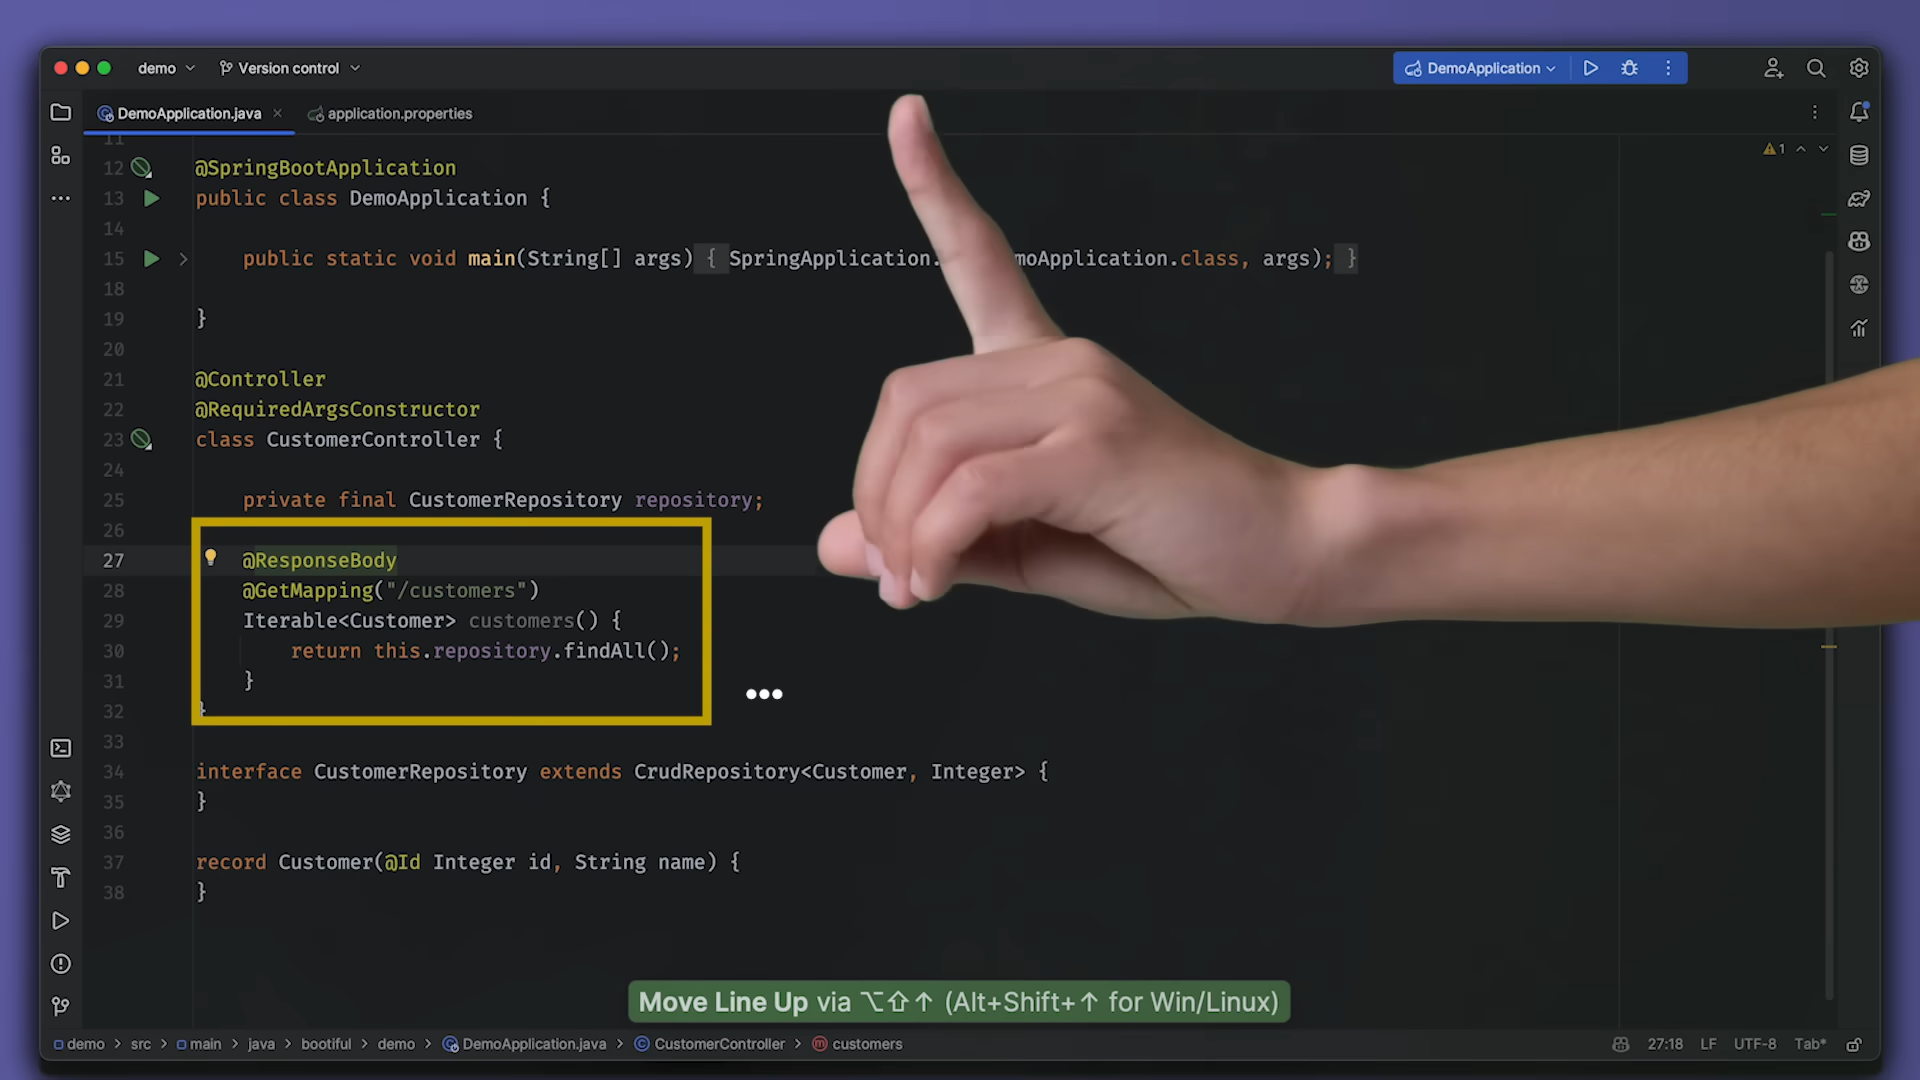 demo Version control DemoApplication
DemoApplication.java application.properties
11
12 @SpringBootApplication
1
13 public class DemoApplication {
14
15 public static void main(String[] args) { SpringApplication. moApplication.class, args); }
18
19 }
20
21 @Controller
22 @RequiredArgsConstructor
23 class CustomerController {
24
25 private final CustomerRepository repository;
26
27 @ResponseBody
28 @GetMapping("/customers")
29 Iterable<Customer> customers() {
30 return this.repository.findAll();
31 }
32 }
33
34 interface CustomerRepository extends CrudRepository<Customer, Integer> {
35 }
36
37 record Customer(@Id Integer id, String name) {
38 }
Move Line Up via ⌥⇧↑ (Alt+Shift+↑ for Win/Linux)
demo > src > main > java > bootiful > demo > DemoApplication.java > CustomerController > customers 27:18 LF UTF-8 Tab*